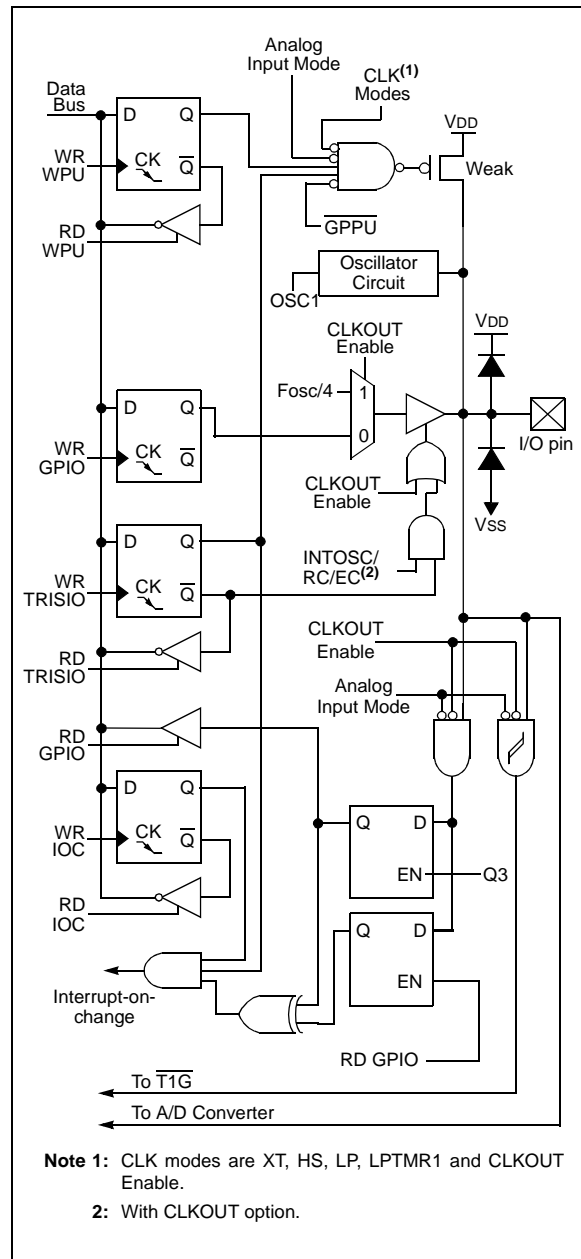 Analog
Input Mode
CLK(1)
Modes
Data
Bus
VDD
D Q
WR
WPU
CK
Q
Weak
RD
WPU
GPPU
Oscillator
Circuit
OSC1
CLKOUT
Enable
VDD
Fosc/4
1
0
D Q
WR
GPIO
CK
Q
I/O pin
CLKOUT
Enable
VSS
D Q
INTOSC/
RC/EC(2)
WR
TRISIO
CK
Q
CLKOUT
Enable
RD
TRISIO
Analog
Input Mode
RD
GPIO
D Q
WR
IOC
CK
Q
Q D
EN
Q3
RD
IOC
Q D
EN
Interrupt-on-
change
RD GPIO
To T1G
To A/D Converter
Note 1: CLK modes are XT, HS, LP, LPTMR1 and CLKOUT
Enable.
2: With CLKOUT option.